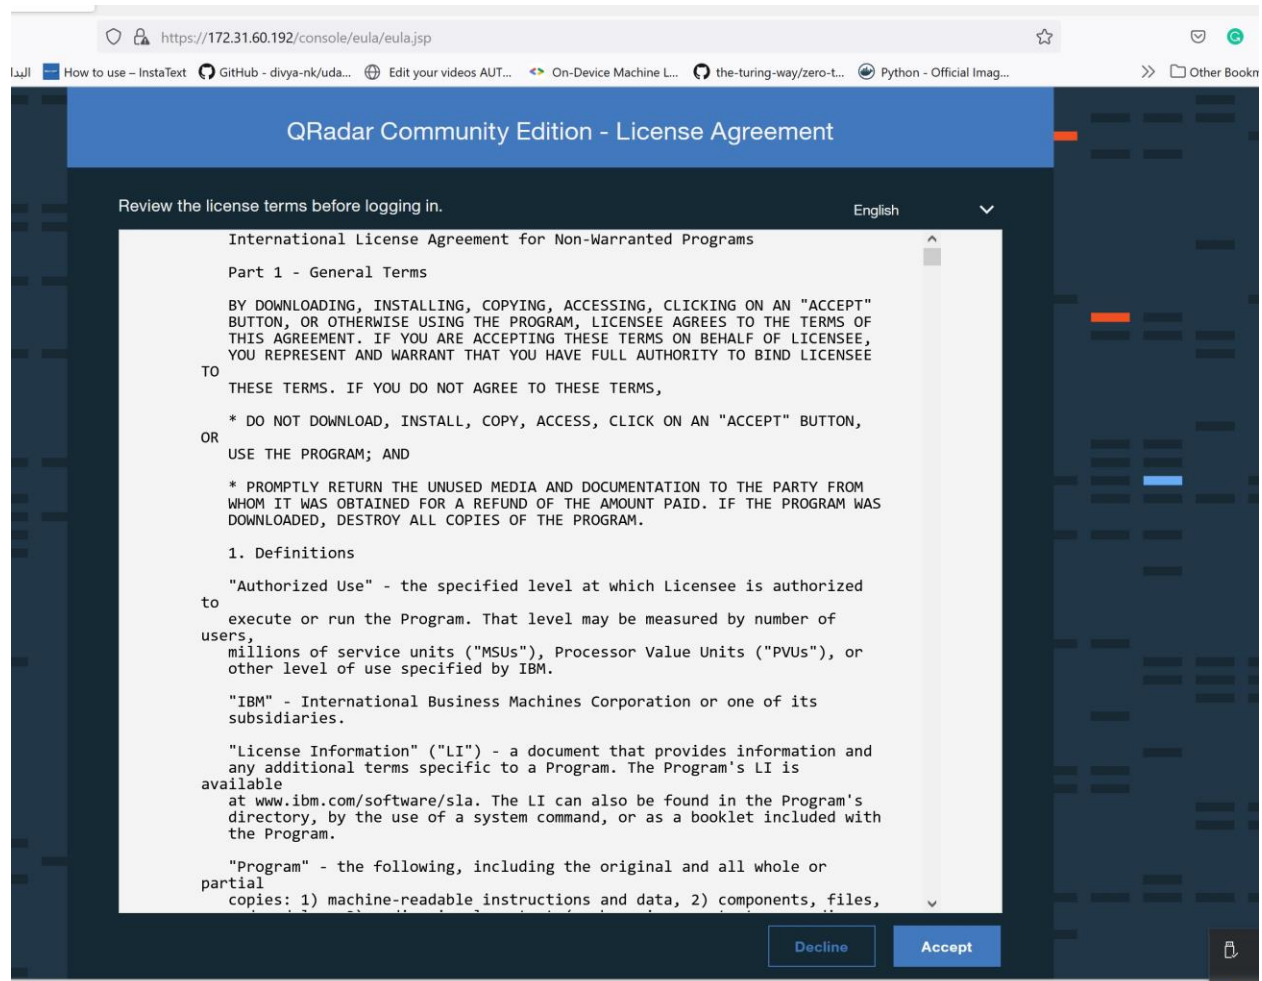 https://172.31.60.192/console/eula/eula.jsp
How to use – InstaText GitHub - divya-nk/uda... Edit your videos AUT... On-Device Machine L... the-turing-way/zero-t... Python - Official Imag... Other Bookm
QRadar Community Edition - License Agreement
Review the license terms before logging in.
English
International License Agreement for Non-Warranted Programs
Part 1 - General Terms
BY DOWNLOADING, INSTALLING, COPYING, ACCESSING, CLICKING ON AN "ACCEPT"
BUTTON, OR OTHERWISE USING THE PROGRAM, LICENSEE AGREES TO THE TERMS OF
THIS AGREEMENT. IF YOU ARE ACCEPTING THESE TERMS ON BEHALF OF LICENSEE,
YOU REPRESENT AND WARRANT THAT YOU HAVE FULL AUTHORITY TO BIND LICENSEE
TO
THESE TERMS. IF YOU DO NOT AGREE TO THESE TERMS,
* DO NOT DOWNLOAD, INSTALL, COPY, ACCESS, CLICK ON AN "ACCEPT" BUTTON,
OR
USE THE PROGRAM; AND
* PROMPTLY RETURN THE UNUSED MEDIA AND DOCUMENTATION TO THE PARTY FROM
WHOM IT WAS OBTAINED FOR A REFUND OF THE AMOUNT PAID. IF THE PROGRAM WAS
DOWNLOADED, DESTROY ALL COPIES OF THE PROGRAM.
1. Definitions
"Authorized Use" - the specified level at which Licensee is authorized
to
execute or run the Program. That level may be measured by number of
users,
millions of service units ("MSUs"), Processor Value Units ("PVUs"), or
other level of use specified by IBM.
"IBM" - International Business Machines Corporation or one of its
subsidiaries.
"License Information" ("LI") - a document that provides information and
any additional terms specific to a Program. The Program's LI is
available
at www.ibm.com/software/sla. The LI can also be found in the Program's
directory, by the use of a system command, or as a booklet included with
the Program.
"Program" - the following, including the original and all whole or
partial
copies: 1) machine-readable instructions and data, 2) components, files,
Decline
Accept